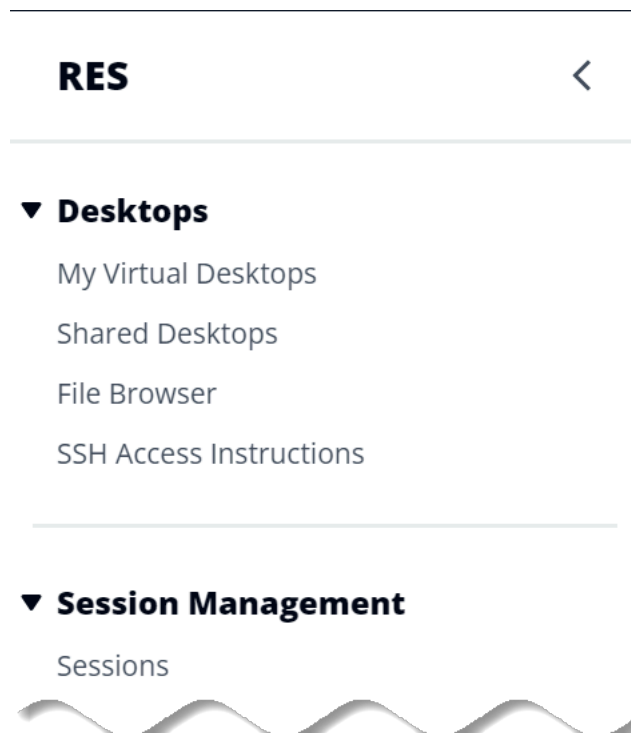 RES
Desktops
My Virtual Desktops
Shared Desktops
File Browser
SSH Access Instructions
Session Management
Sessions